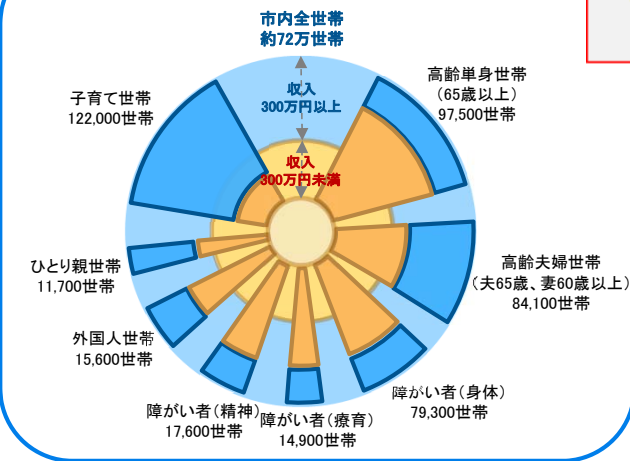 市内全世帯
約72万世帯
収入
300万円以上
収入
300万円未満
高齢単身世帯
（65歳以上）
97,500世帯
高齢夫婦世帯
（夫65歳、妻60歳以上）
84,100世帯
障がい者（身体）
79,300世帯
障がい者（療育）
14,900世帯
障がい者（精神）
17,600世帯
外国人世帯
15,600世帯
ひとり親世帯
11,700世帯
子育て世帯
122,000世帯